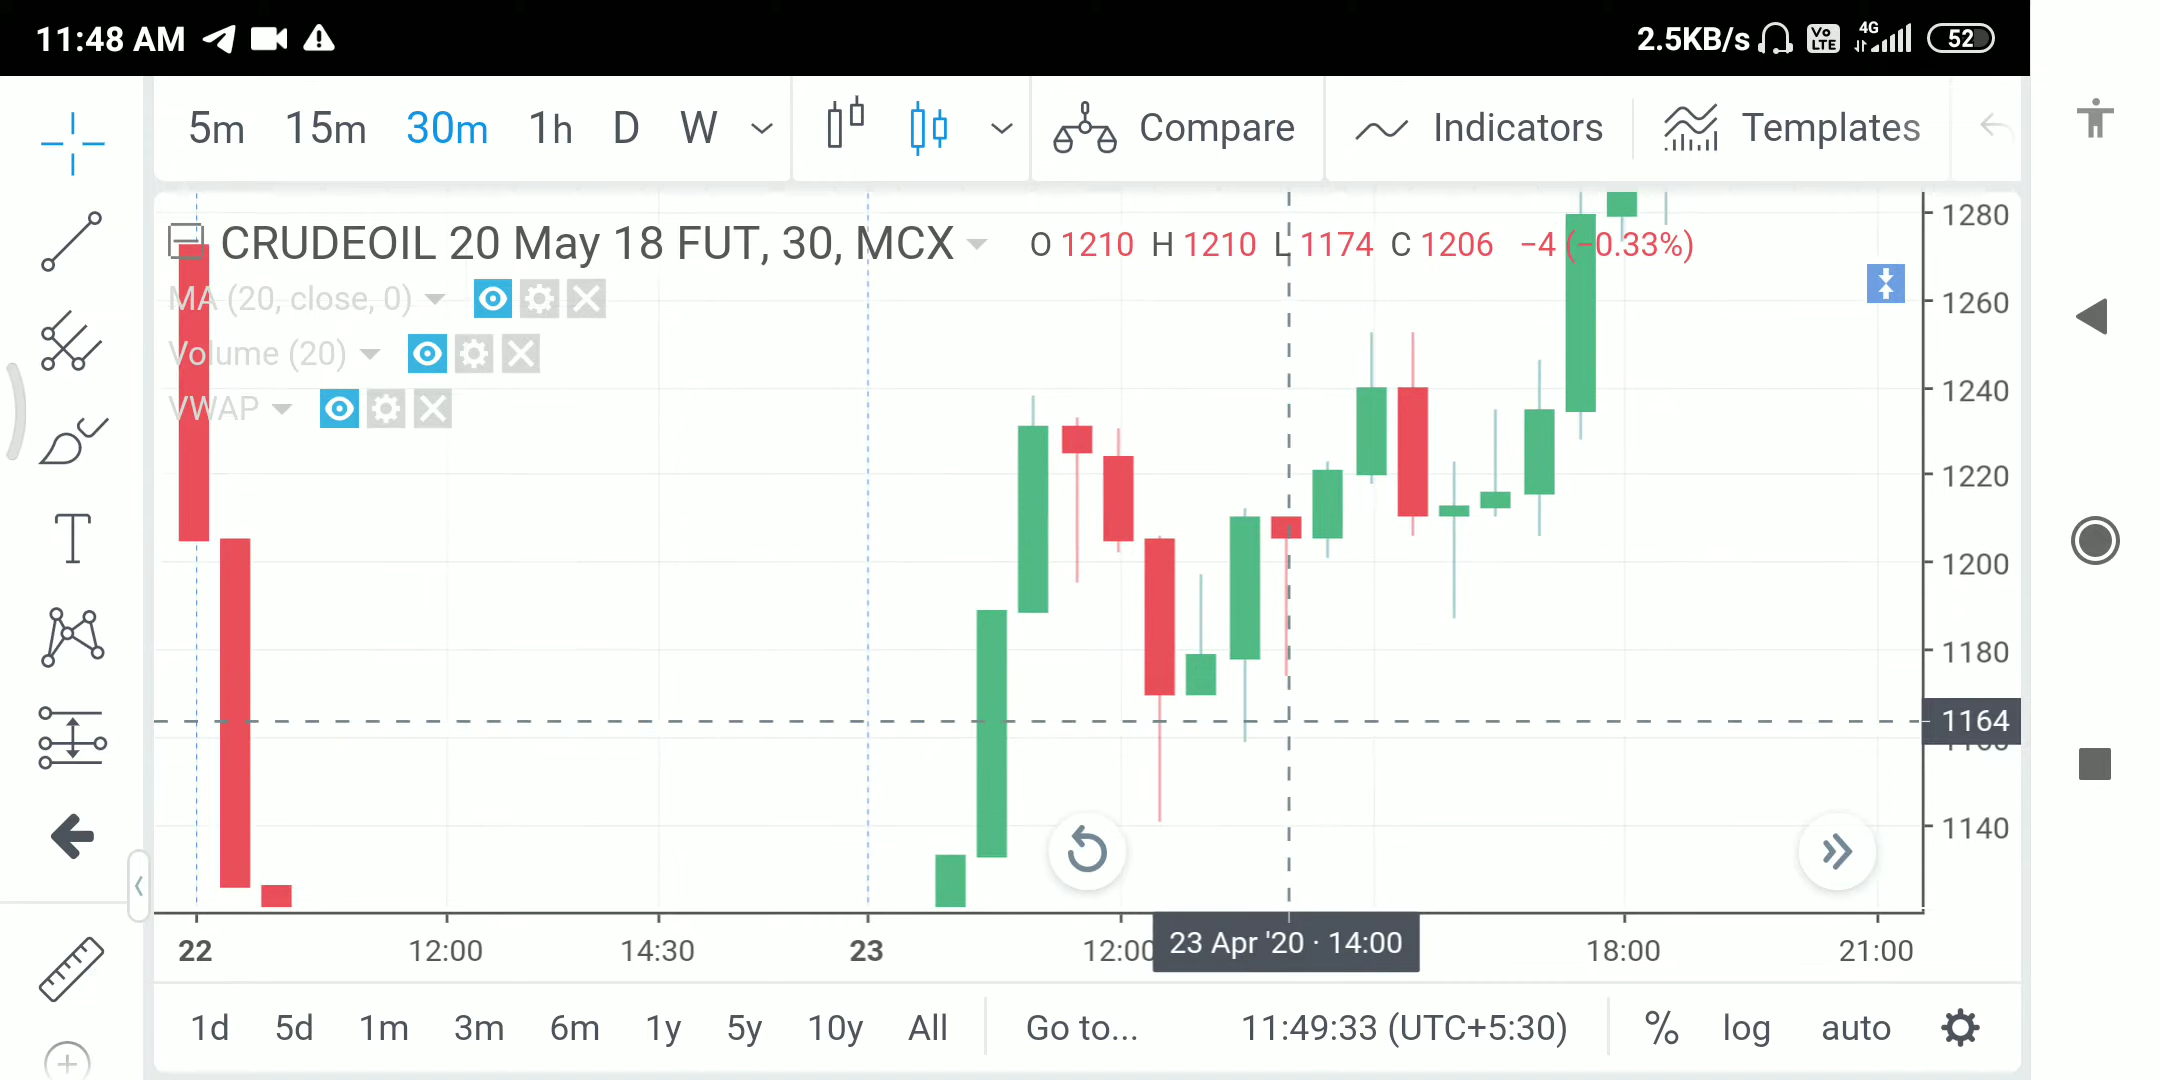 11:48 AM 2.5KB/s Vo LTE 4G 52
5m 15m 30m 1h D W Compare Indicators Templates
CRUDEOIL 20 May 18 FUT, 30, MCX O 1210 H 1210 L 1174 C 1206 −4 (−0.33%)
MA (20, close, 0)
Volume (20)
VWAP
1280
1260
1240
1220
1200
1180
1164
1160
1140
22 12:00 14:30 23 12:00 23 Apr '20 · 14:00 18:00 21:00
1d 5d 1m 3m 6m 1y 5y 10y All Go to... 11:49:33 (UTC+5:30) % log auto